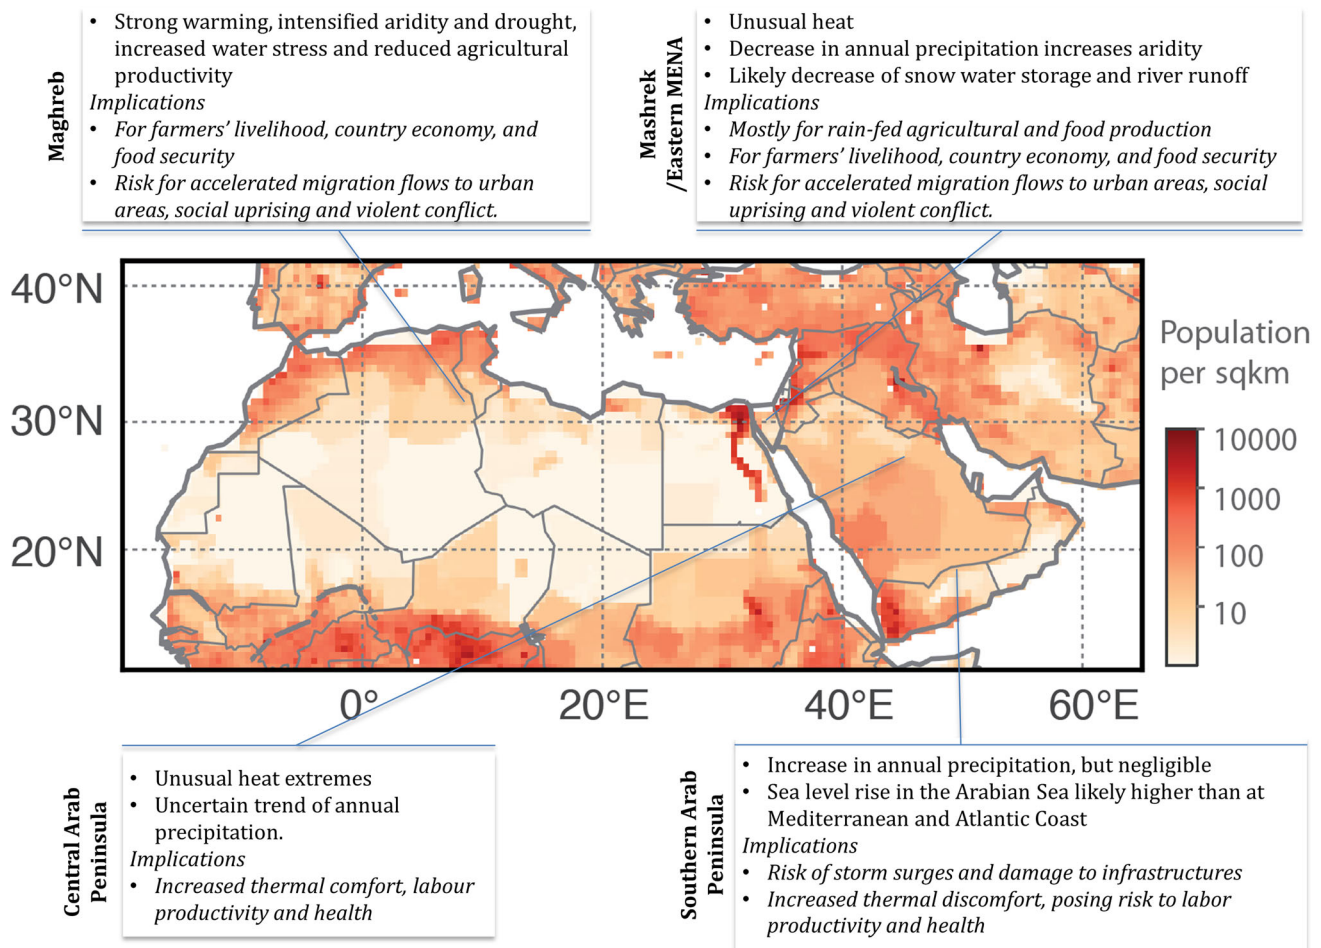 Maghreb
• Strong warming, intensified aridity and drought,
increased water stress and reduced agricultural
productivity
Implications
• For farmers’ livelihood, country economy, and
food security
• Risk for accelerated migration flows to urban
areas, social uprising and violent conflict.
Mashrek
/Eastern MENA
• Unusual heat
• Decrease in annual precipitation increases aridity
• Likely decrease of snow water storage and river runoff
Implications
• Mostly for rain-fed agricultural and food production
• For farmers’ livelihood, country economy, and food security
• Risk for accelerated migration flows to urban areas, social
uprising and violent conflict.
40°N
30°N
20°N
0°
20°E
40°E
60°E
Population
per sqkm
10000
1000
100
10
Central Arab
Peninsula
• Unusual heat extremes
• Uncertain trend of annual
precipitation.
Implications
• Increased thermal comfort, labour
productivity and health
Southern Arab
Peninsula
• Increase in annual precipitation, but negligible
• Sea level rise in the Arabian Sea likely higher than at
Mediterranean and Atlantic Coast
Implications
• Risk of storm surges and damage to infrastructures
• Increased thermal discomfort, posing risk to labor
productivity and health